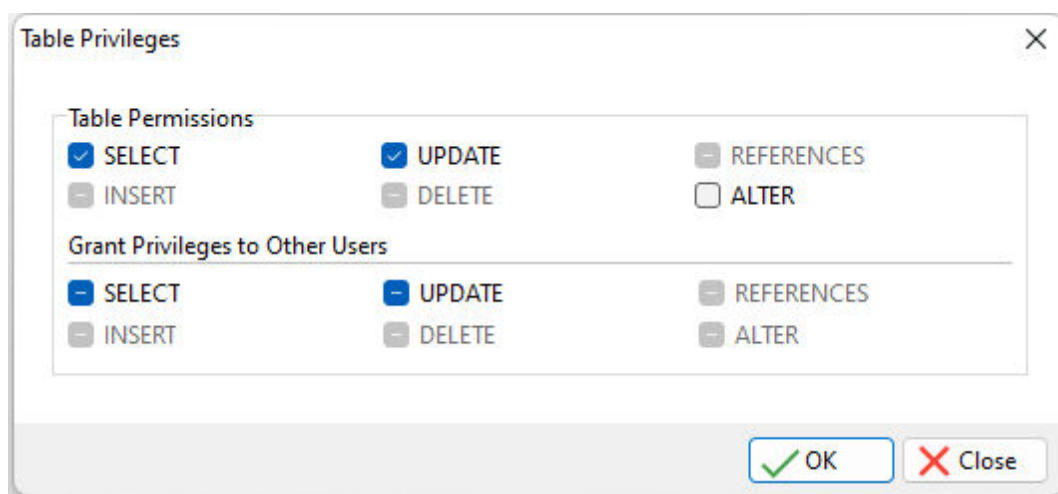 Table Privileges
Table Permissions
SELECT UPDATE REFERENCES
INSERT DELETE ALTER
Grant Privileges to Other Users
SELECT UPDATE REFERENCES
INSERT DELETE ALTER
OK Close